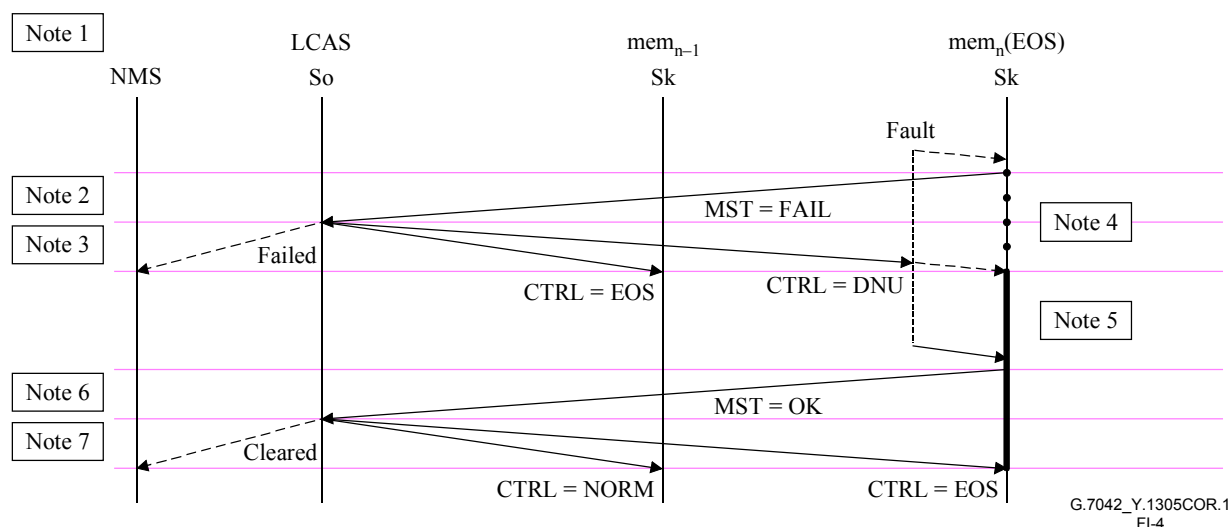 Note 1
LCAS
mem_{n–1}
mem_n(EOS)
NMS
So
Sk
Sk
Fault
Note 2
MST = FAIL
Note 4
Note 3
Failed
CTRL = EOS
CTRL = DNU
Note 5
Note 6
MST = OK
Note 7
Cleared
CTRL = NORM
CTRL = EOS
G.7042_Y.1305COR.1
FI-4